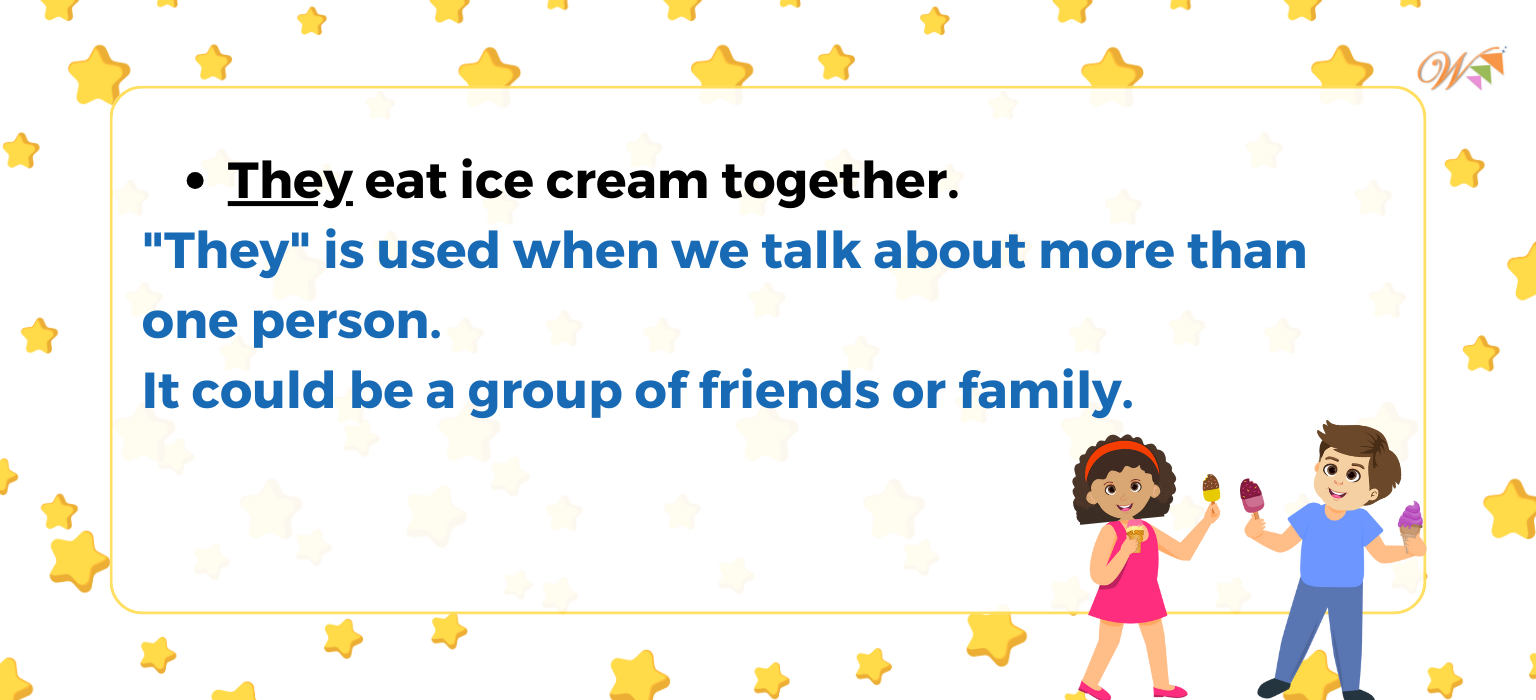 • They eat ice cream together.
"They" is used when we talk about more than
one person.
It could be a group of friends or family.
W